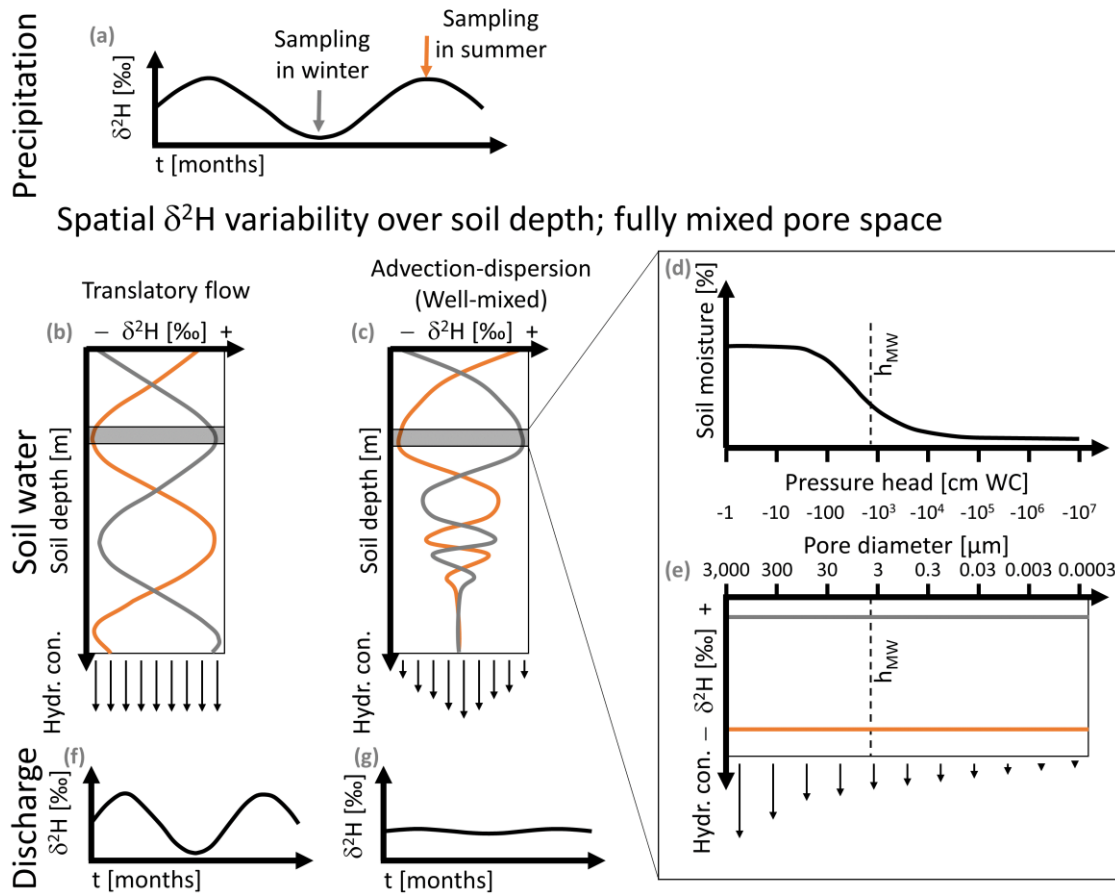 Precipitation
(a)
Sampling
in winter
Sampling
in summer
δ²H [‰]
t [months]
Spatial δ²H variability over soil depth; fully mixed pore space
Soil water
Translatory flow
(b)
− δ²H [‰] +
Soil depth [m]
Hydr. con.
Advection-dispersion
(Well-mixed)
(c)
− δ²H [‰] +
Soil depth [m]
Hydr. con.
(d)
Soil moisture [%]
hMW
Pressure head [cm WC]
-1 -10 -100 -10³ -10⁴ -10⁵ -10⁶ -10⁷
Pore diameter [µm]
(e)
3,000 300 30 3 0.3 0.03 0.003 0.0003
− δ²H [‰] +
hMW
Hydr. con.
Discharge
(f)
δ²H [‰]
t [months]
(g)
δ²H [‰]
t [months]